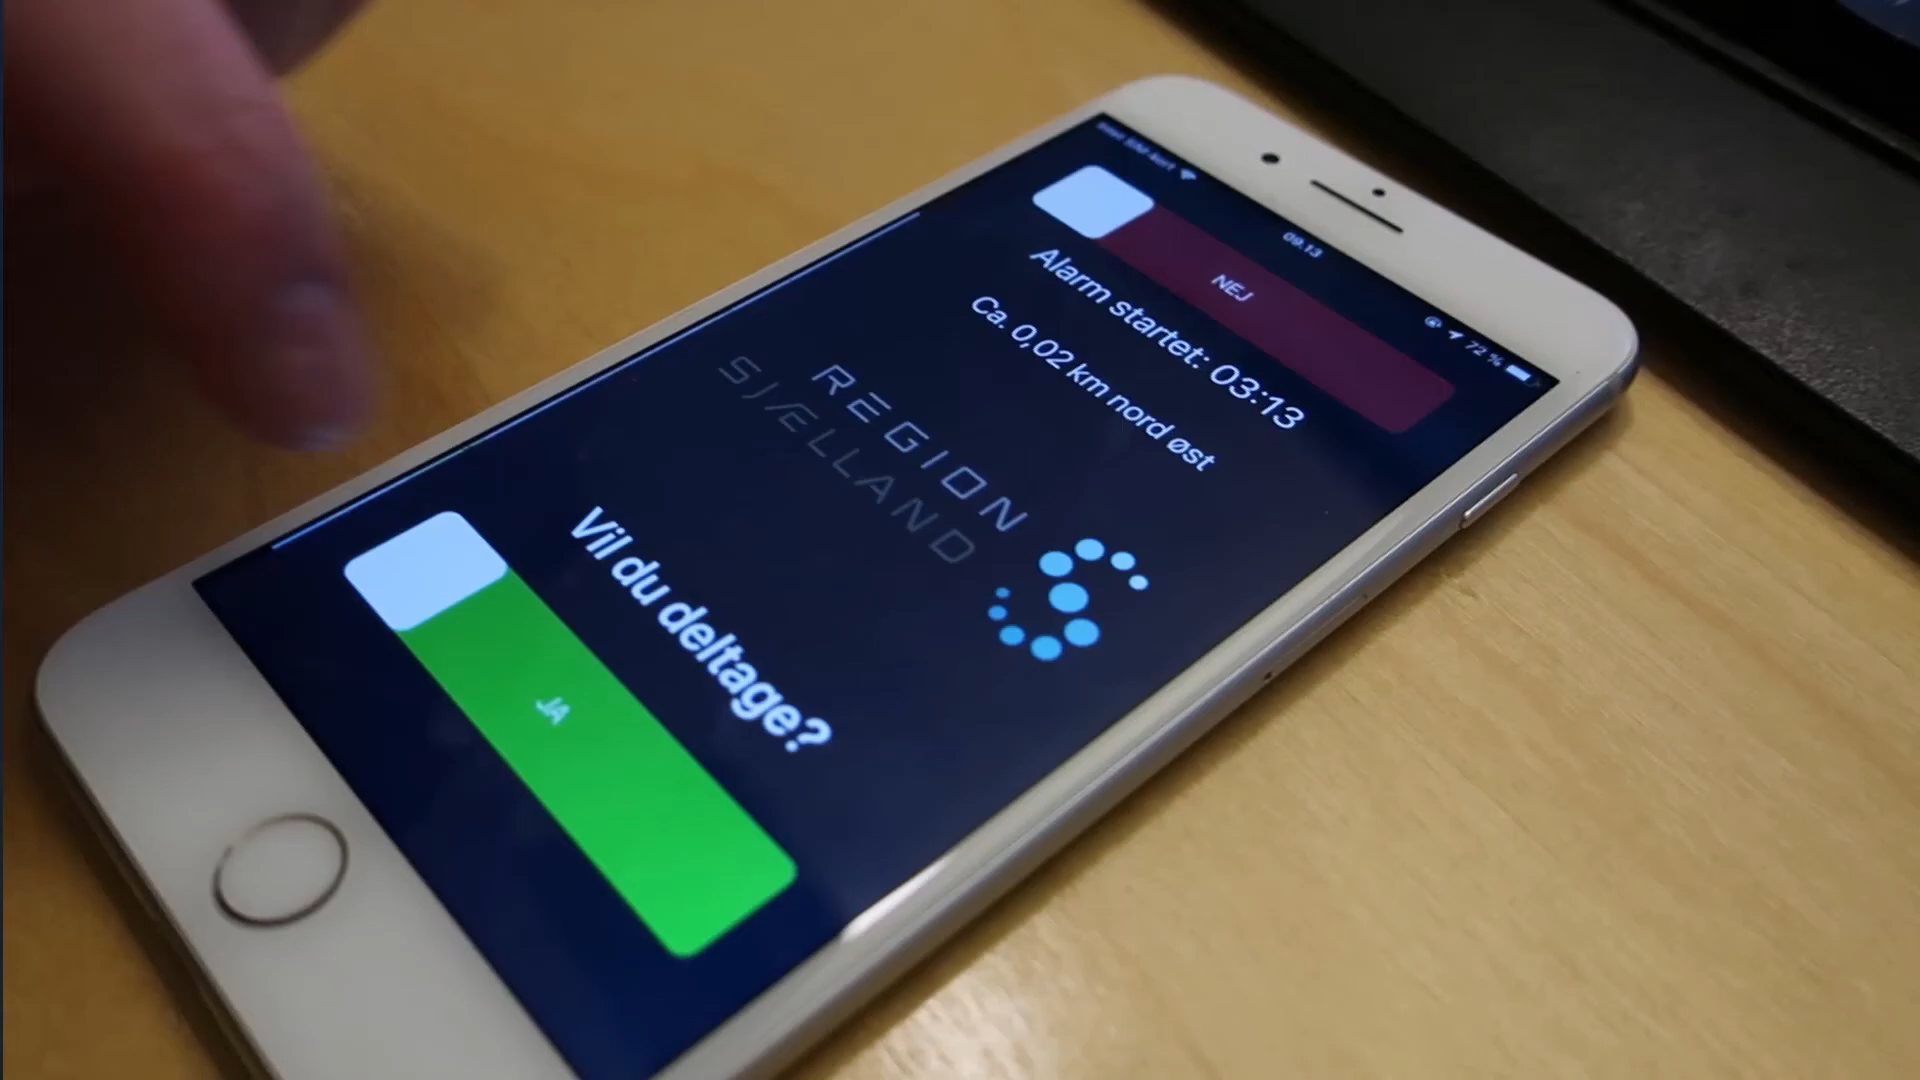 09.13
72 %
NEJ
Alarm startet: 03:13
Ca. 0,02 km nord øst
REGION
SJÆLLAND
Vil du deltage?
JA